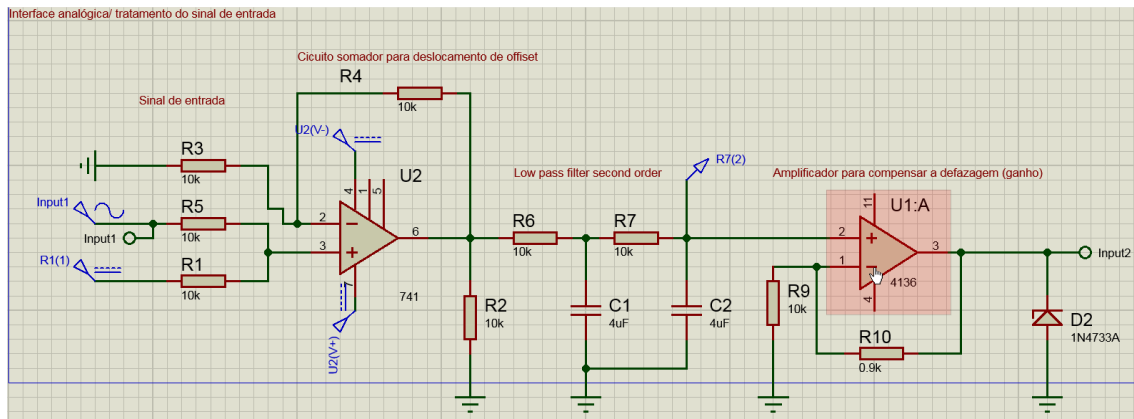 Interface analógica/ tratamento do sinal de entrada
Cicuito somador para deslocamento de offiset
R4
10k
Sinal de entrada
U2(V-)
R3
10k
U2
4
1
5
R7(2)
Low pass filter second order
Amplificador para compensar a defazagem (ganho)
Input1
R5
10k
Input1
2
3
6
R6
10k
R7
10k
U1:A
11
2
1
3
4
4136
Input2
R1(1)
R1
10k
7
741
U2(V+)
R2
10k
C1
4uF
C2
4uF
R9
10k
R10
0.9k
D2
1N4733A